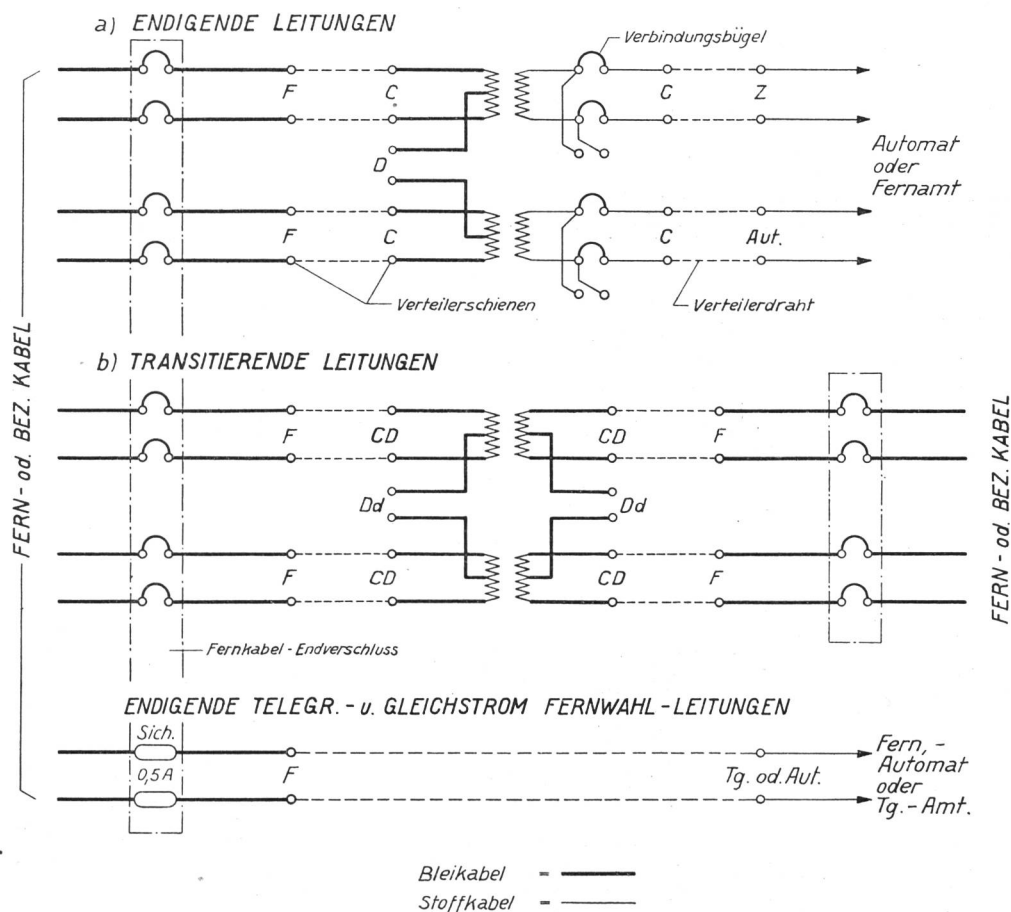 a) ENDIGENDE LEITUNGEN
Verbindungsbügel
F C C Z
D
Automat
oder
Fernamt
F C C Aut.
Verteilerschienen
Verteilerdraht
FERN- od. BEZ. KABEL
b) TRANSITIERENDE LEITUNGEN
F CD CD F
Dd Dd
F CD CD F
FERN- od. BEZ. KABEL
Fernkabel - Endverschluss
ENDIGENDE TELEGR.- u. GLEICHSTROM FERNWAHL-LEITUNGEN
Sich.
0,5A
F
Tg. od. Aut.
Fern,-
Automat
oder
Tg.-Amt.
Bleikabel =
Stoffkabel =